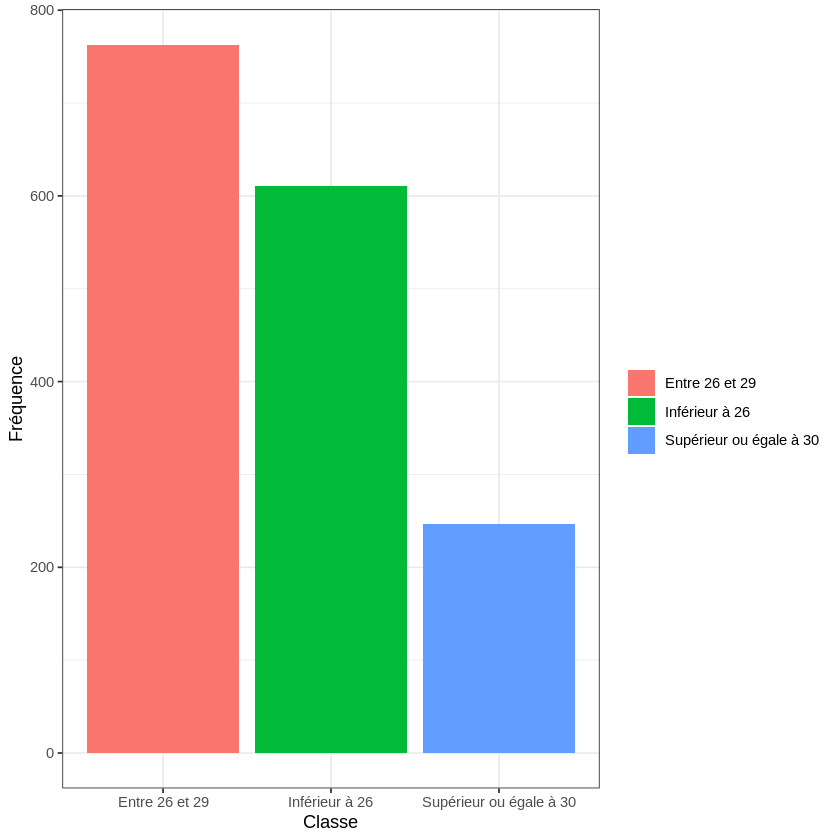 800
600
400
200
0
Fréquence
Entre 26 et 29
Inférieur à 26
Supérieur ou égale à 30
Classe
Entre 26 et 29
Inférieur à 26
Supérieur ou égale à 30